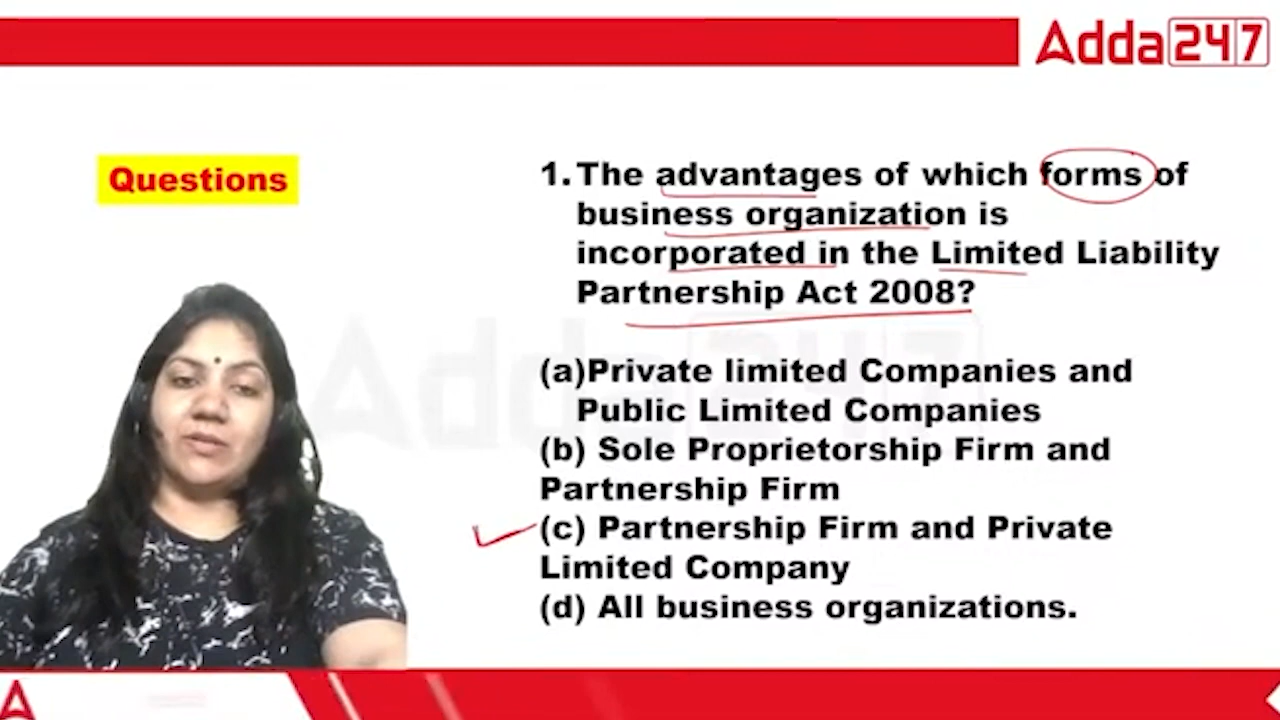 Adda247
Questions
1. The advantages of which forms of
business organization is
incorporated in the Limited Liability
Partnership Act 2008?
Adda247
(a)Private limited Companies and
Public Limited Companies
(b) Sole Proprietorship Firm and
Partnership Firm
(c) Partnership Firm and Private
Limited Company
(d) All business organizations.